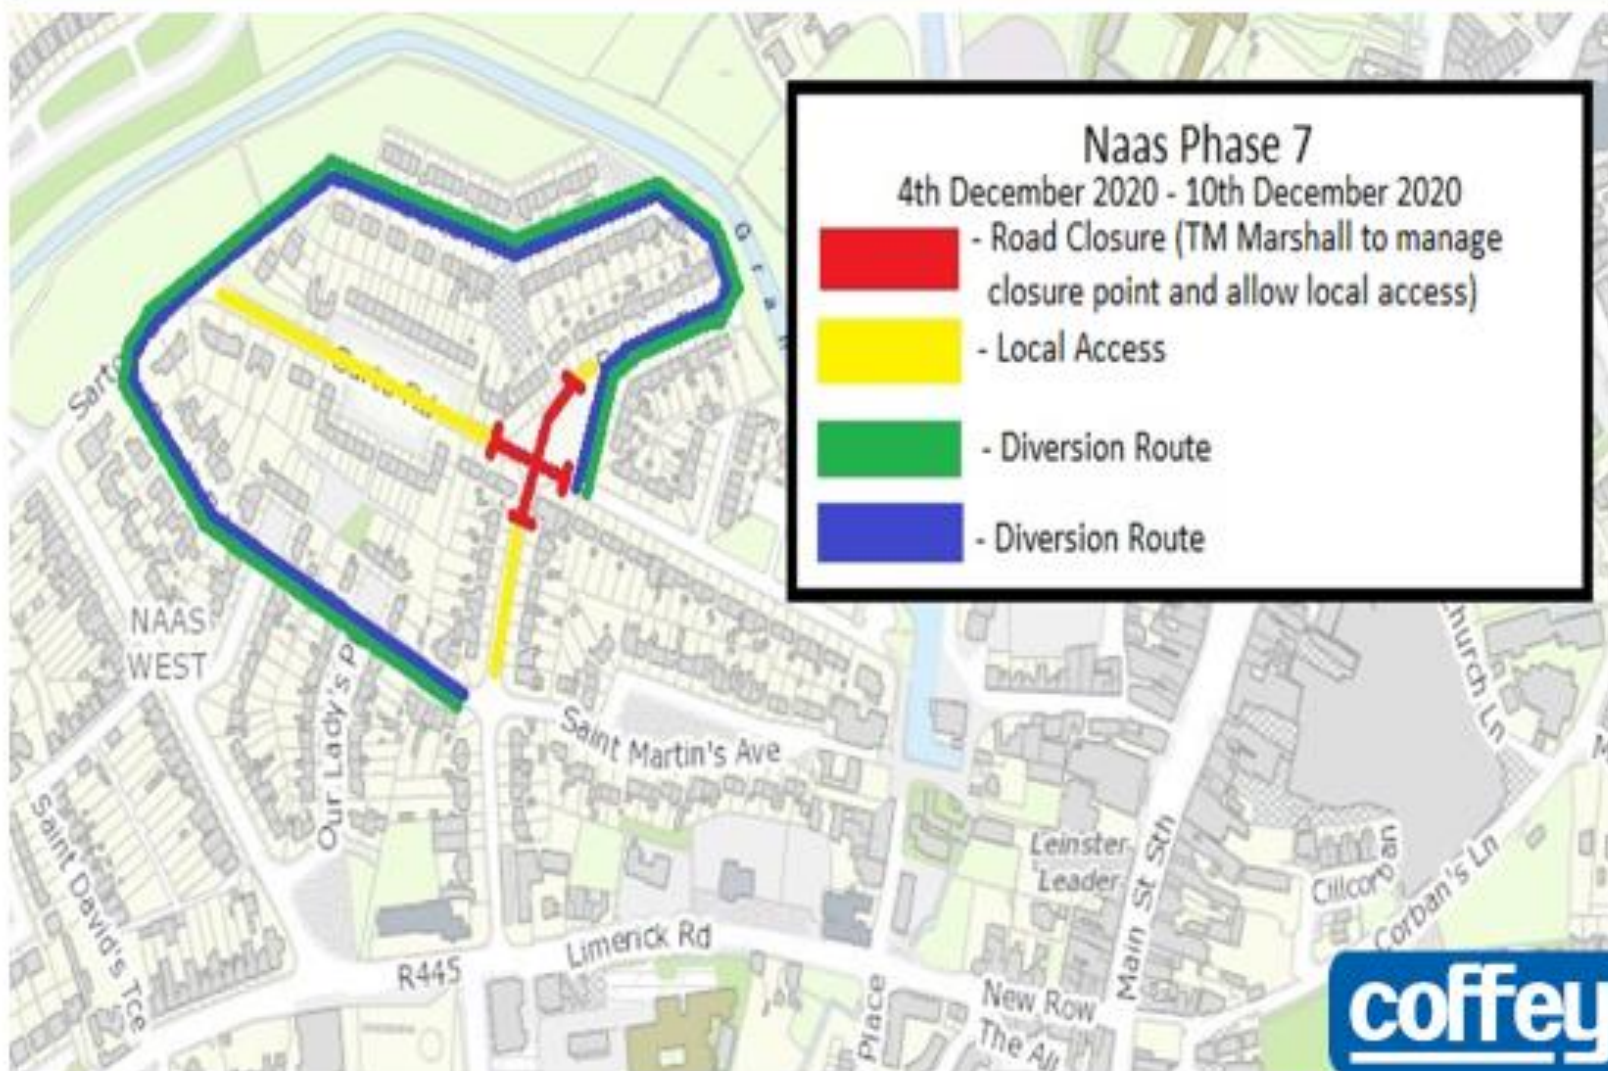 Naas Phase 7
4th December 2020 - 10th December 2020
- Road Closure (TM Marshall to manage
closure point and allow local access)
- Local Access
- Diversion Route
- Diversion Route
NAAS
WEST
Our Lady's P
Saint David's Tce
Saint Martin's Ave
Limerick Rd
R445
Leinster
Leader
Main St Sth
New Row
Place
Cillcorban
Corban's Ln
hurch Ln
coffey